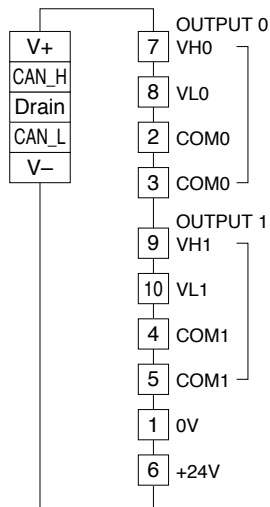 V+
CAN_H
Drain
CAN_L
V–
OUTPUT 0
7 VH0
8 VL0
2 COM0
3 COM0
OUTPUT 1
9 VH1
10 VL1
4 COM1
5 COM1
1 0V
6 +24V